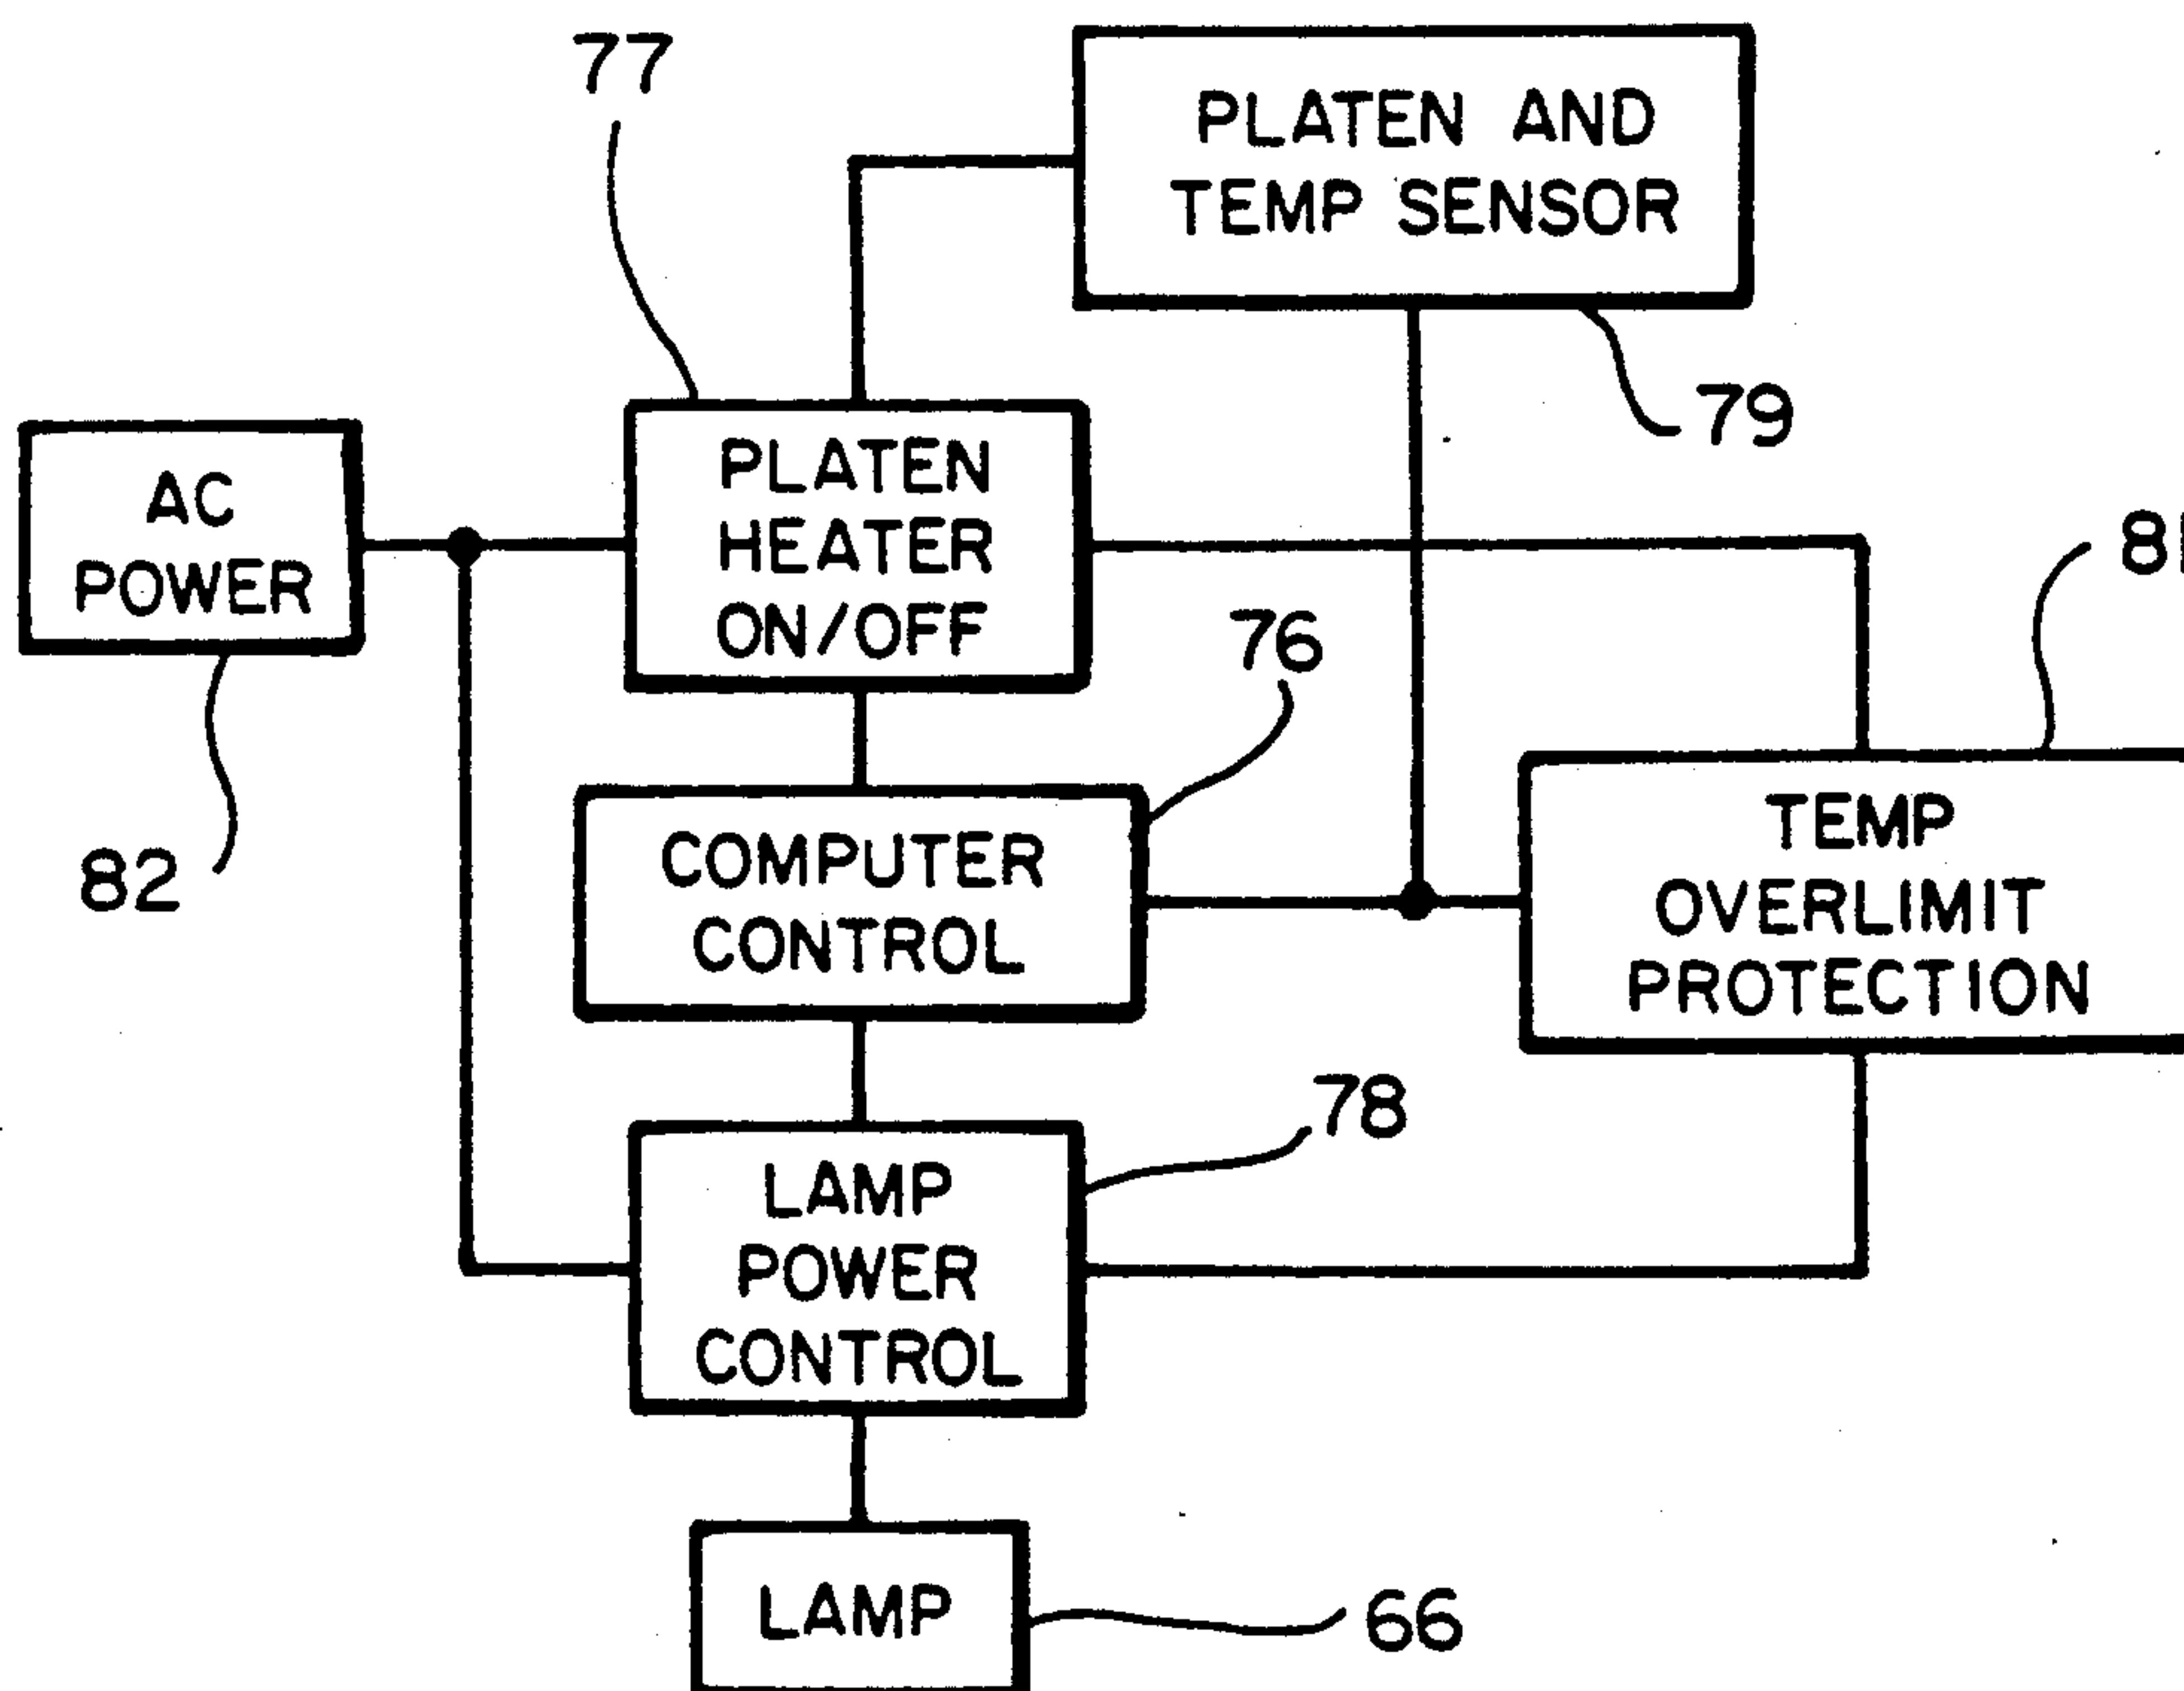 77
PLATEN AND
TEMP SENSOR
79
AC
POWER
82
PLATEN
HEATER
ON/OFF
76
81
COMPUTER
CONTROL
TEMP
OVERLIMIT
PROTECTION
78
LAMP
POWER
CONTROL
LAMP
66